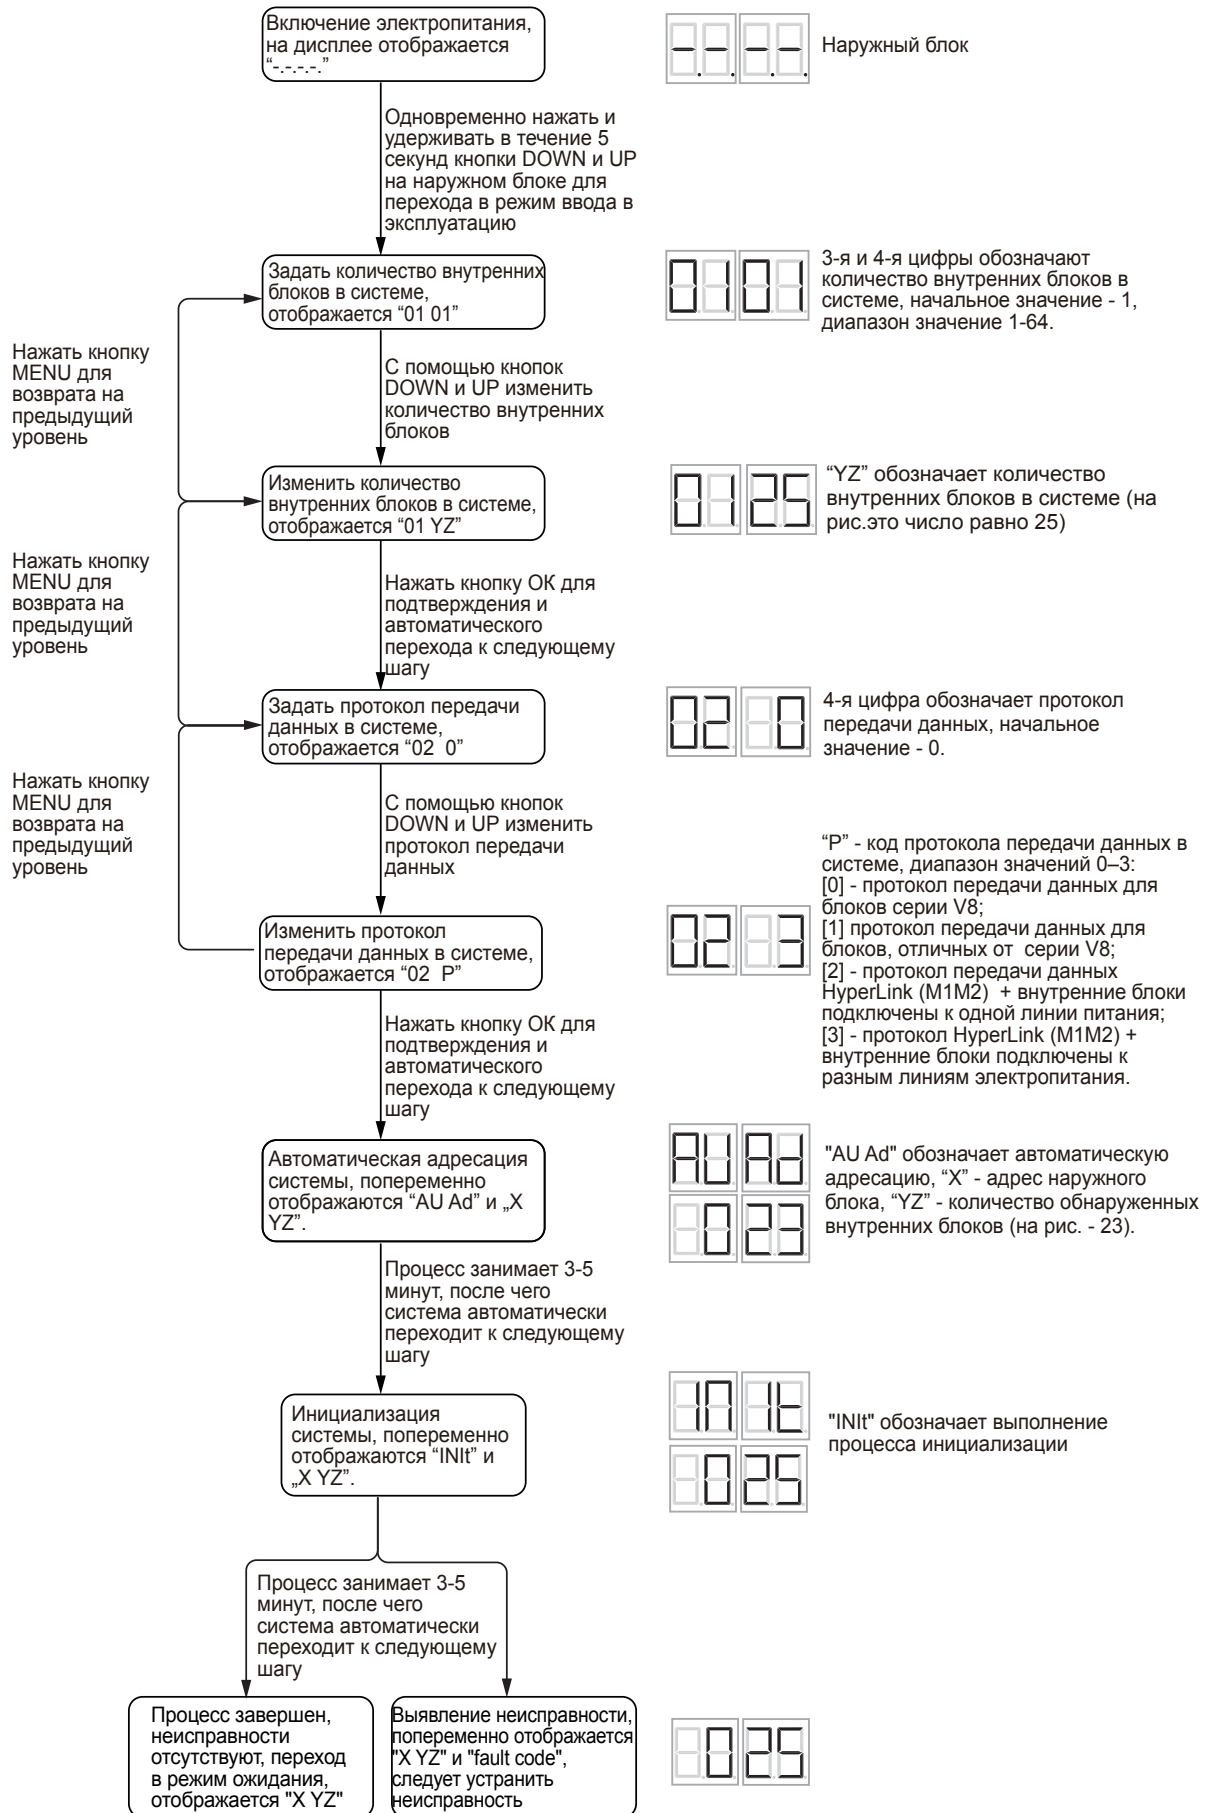 Включение электропитания,
на дисплее отображается
“-.-.-.-.”
-.-.-.-.
Наружный блок
Одновременно нажать и
удерживать в течение 5
секунд кнопки DOWN и UP
на наружном блоке для
перехода в режим ввода в
эксплуатацию
Задать количество внутренних
блоков в системе,
отображается “01 01”
0101
3-я и 4-я цифры обозначают
количество внутренних блоков в
системе, начальное значение - 1,
диапазон значение 1-64.
Нажать кнопку
MENU для
возврата на
предыдущий
уровень
С помощью кнопок
DOWN и UP изменить
количество внутренних
блоков
Изменить количество
внутренних блоков в системе,
отображается “01 YZ”
0125
“YZ” обозначает количество
внутренних блоков в системе (на
рис.это число равно 25)
Нажать кнопку
MENU для
возврата на
предыдущий
уровень
Нажать кнопку ОК для
подтверждения и
автоматического
перехода к следующему
шагу
Задать протокол передачи
данных в системе,
отображается “02  0”
02 0
4-я цифра обозначает протокол
передачи данных, начальное
значение - 0.
Нажать кнопку
MENU для
возврата на
предыдущий
уровень
С помощью кнопок
DOWN и UP изменить
протокол передачи
данных
Изменить протокол
передачи данных в системе,
отображается “02  P”
02 3
“P” - код протокола передачи данных в
системе, диапазон значений 0–3:
[0] - протокол передачи данных для
блоков серии V8;
[1] протокол передачи данных для
блоков, отличных от  серии V8;
[2] - протокол передачи данных
HyperLink (M1M2)  + внутренние блоки
подключены к одной линии питания;
[3] - протокол HyperLink (M1M2) +
внутренние блоки подключены к
разным линиям электропитания.
Нажать кнопку ОК для
подтверждения и
автоматического
перехода к следующему
шагу
Автоматическая адресация
системы, попеременно
отображаются “AU Ad” и „X
YZ”.
AU Ad
023
"AU Ad" обозначает автоматическую
адресацию, “X” - адрес наружного
блока, “YZ” - количество обнаруженных
внутренних блоков (на рис. - 23).
Процесс занимает 3-5
минут, после чего
система автоматически
переходит к следующему
шагу
Инициализация
системы, попеременно
отображаются “INIt” и
„X YZ”.
INIt
025
"INIt" обозначает выполнение
процесса инициализации
Процесс занимает 3-5
минут, после чего
система автоматически
переходит к следующему
шагу
Процесс завершен,
неисправности
отсутствуют, переход
в режим ожидания,
отображается "X YZ"
Выявление неисправности,
попеременно отображается
"X YZ" и "fault code",
следует устранить
неисправность
025